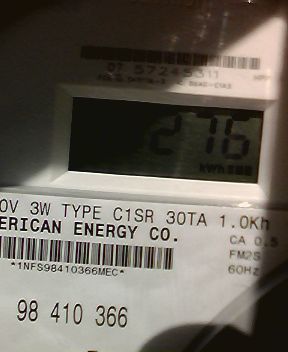 276
kWh
0V 3W TYPE C1SR 30TA 1.0Kh
ERICAN ENERGY CO.
CA 0.5
FM2S
60Hz
*1NFS98410366MEC*
98 410 366